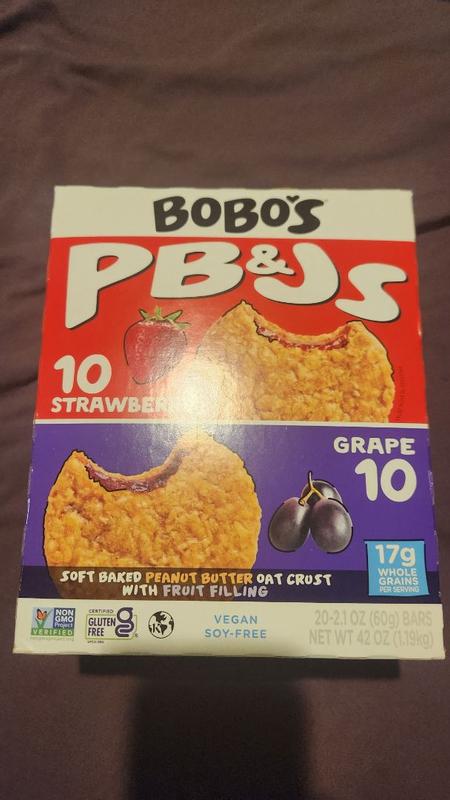 BOBO'S
PB&JS
10
STRAWBER
GRAPE
10
17g
WHOLE
GRAINS
PER SERVING
SOFT BAKED PEANUT BUTTER OAT CRUST
WITH FRUIT FILLING
NON
GMO
Project
VERIFIED
nongmoproject.org
CERTIFIED
GLUTEN
FREE
VEGAN
SOY-FREE
20-2.1 OZ (60g) BARS
NET WT 42 OZ (1.19kg)